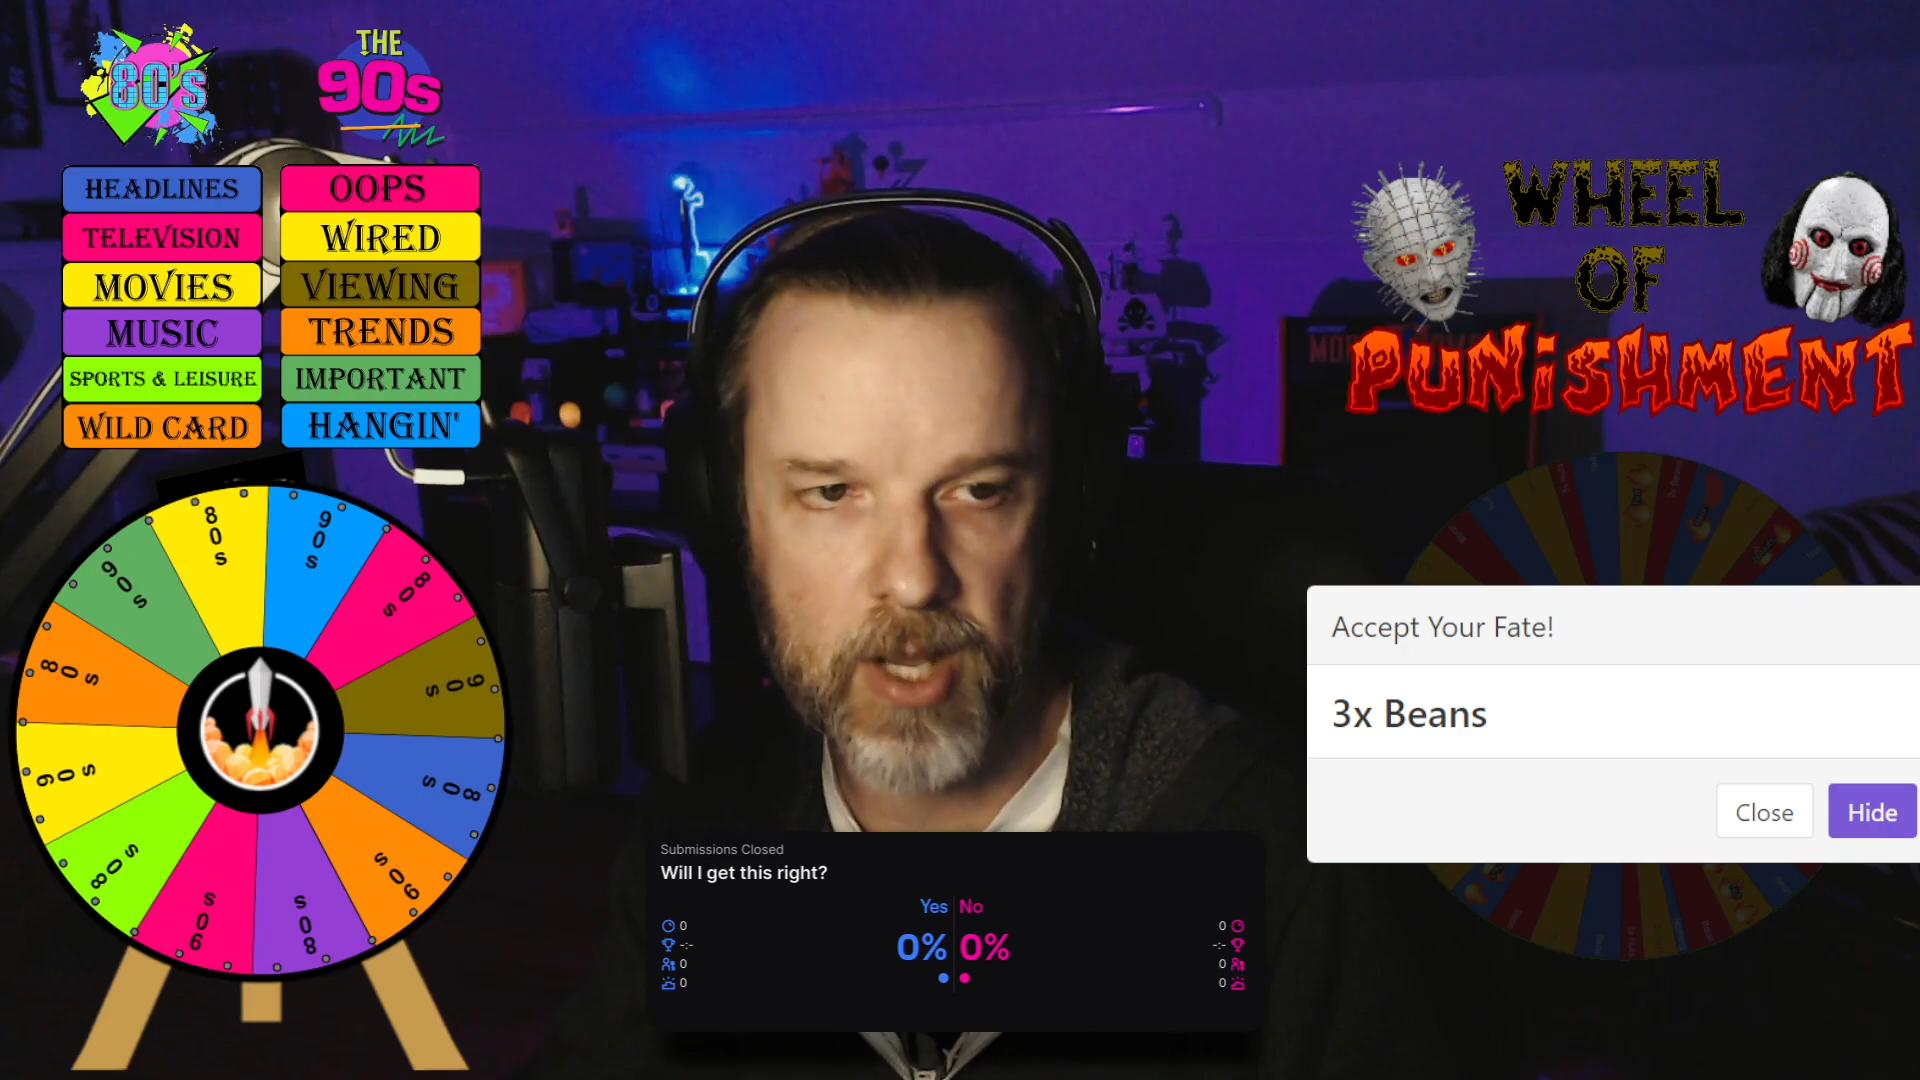 80's
THE
90s
HEADLINES
TELEVISION
MOVIES
MUSIC
SPORTS & LEISURE
WILD CARD
OOPS
WIRED
VIEWING
TRENDS
IMPORTANT
HANGIN'
80s
90s
80s
90s
80s
90s
80s
90s
80s
90s
80s
90s
WHEEL
OF
PUNiSHMENT
Accept Your Fate!
3x Beans
Close
Hide
Submissions Closed
Will I get this right?
Yes No
0 0
-:- -:-
0% 0%
0 0
0 0